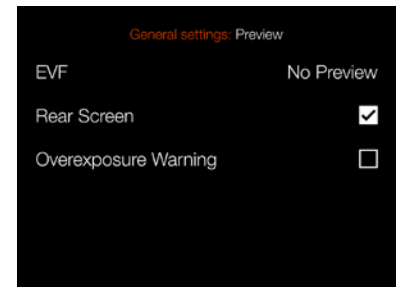 General settings: Preview
EVF No Preview
Rear Screen
Overexposure Warning